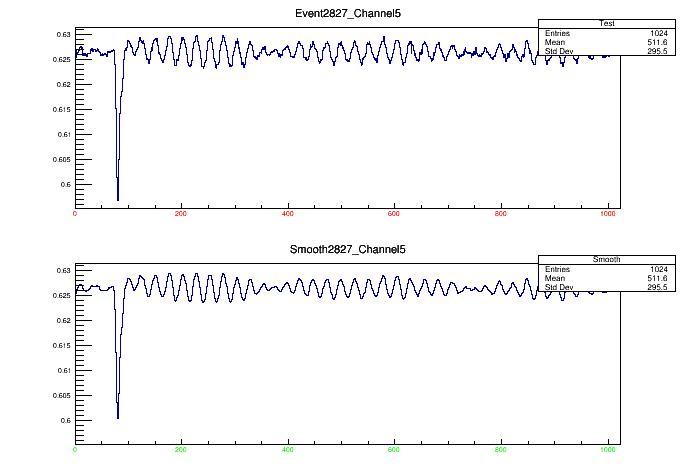 Event2827_Channel5
Test
Entries 1024
Mean 511.6
Std Dev 295.5
0.63
0.625
0.62
0.615
0.61
0.605
0.6
0 200 400 600 800 1000
Smooth2827_Channel5
Smooth
Entries 1024
Mean 511.6
Std Dev 295.5
0.63
0.625
0.62
0.615
0.61
0.605
0.6
0 200 400 600 800 1000